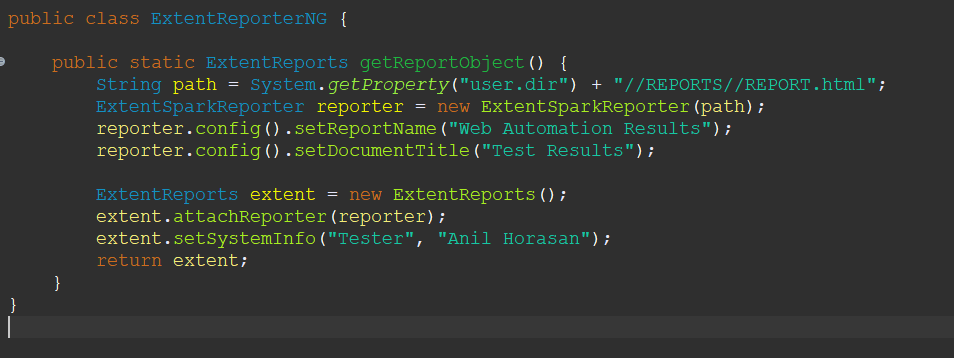 public class ExtentReporterNG {
public static ExtentReports getReportObject() {
String path = System.getProperty("user.dir") + "//REPORTS//REPORT.html";
ExtentSparkReporter reporter = new ExtentSparkReporter(path);
reporter.config().setReportName("Web Automation Results");
reporter.config().setDocumentTitle("Test Results");
ExtentReports extent = new ExtentReports();
extent.attachReporter(reporter);
extent.setSystemInfo("Tester", "Anil Horasan");
return extent;
}
}